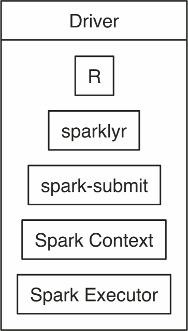 Driver
R
sparklyr
spark-submit
Spark Context
Spark Executor